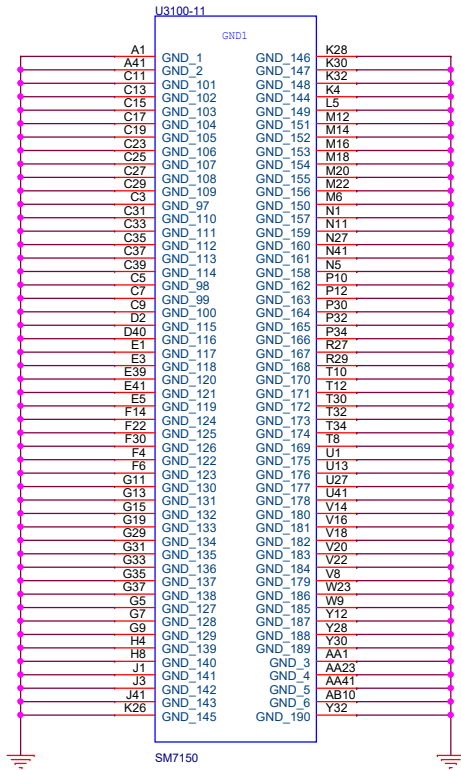 U3100-11
GND1
A1 GND_1 GND_146 K28
A41 GND_2 GND_147 K30
C11 GND_101 GND_148 K32
C13 GND_102 GND_144 K4
C15 GND_103 GND_149 L5
C17 GND_104 GND_151 M12
C19 GND_105 GND_152 M14
C23 GND_106 GND_153 M16
C25 GND_107 GND_154 M18
C27 GND_108 GND_155 M20
C29 GND_109 GND_156 M22
C3 GND_97 GND_150 M6
C31 GND_110 GND_157 N1
C33 GND_111 GND_159 N11
C35 GND_112 GND_160 N27
C37 GND_113 GND_161 N41
C39 GND_114 GND_158 N5
C5 GND_98 GND_162 P10
C7 GND_99 GND_163 P12
C9 GND_100 GND_164 P30
D2 GND_115 GND_165 P32
D40 GND_116 GND_166 P34
E1 GND_117 GND_167 R27
E3 GND_118 GND_168 R29
E39 GND_120 GND_170 T10
E41 GND_121 GND_171 T12
E5 GND_119 GND_172 T30
F14 GND_124 GND_173 T32
F22 GND_125 GND_174 T34
F30 GND_126 GND_169 T8
F4 GND_122 GND_175 U1
F6 GND_123 GND_176 U13
G11 GND_130 GND_177 U27
G13 GND_131 GND_178 U41
G15 GND_132 GND_180 V14
G19 GND_133 GND_181 V16
G29 GND_134 GND_182 V18
G31 GND_135 GND_183 V20
G33 GND_136 GND_184 V22
G35 GND_137 GND_179 V8
G37 GND_138 GND_186 W23
G5 GND_127 GND_185 W9
G7 GND_128 GND_187 Y12
G9 GND_129 GND_188 Y28
H4 GND_139 GND_189 Y30
H8 GND_140 GND_3 AA1
J1 GND_141 GND_4 AA23
J3 GND_142 GND_5 AA41
J41 GND_143 GND_6 AB10
K26 GND_145 GND_190 Y32
SM7150